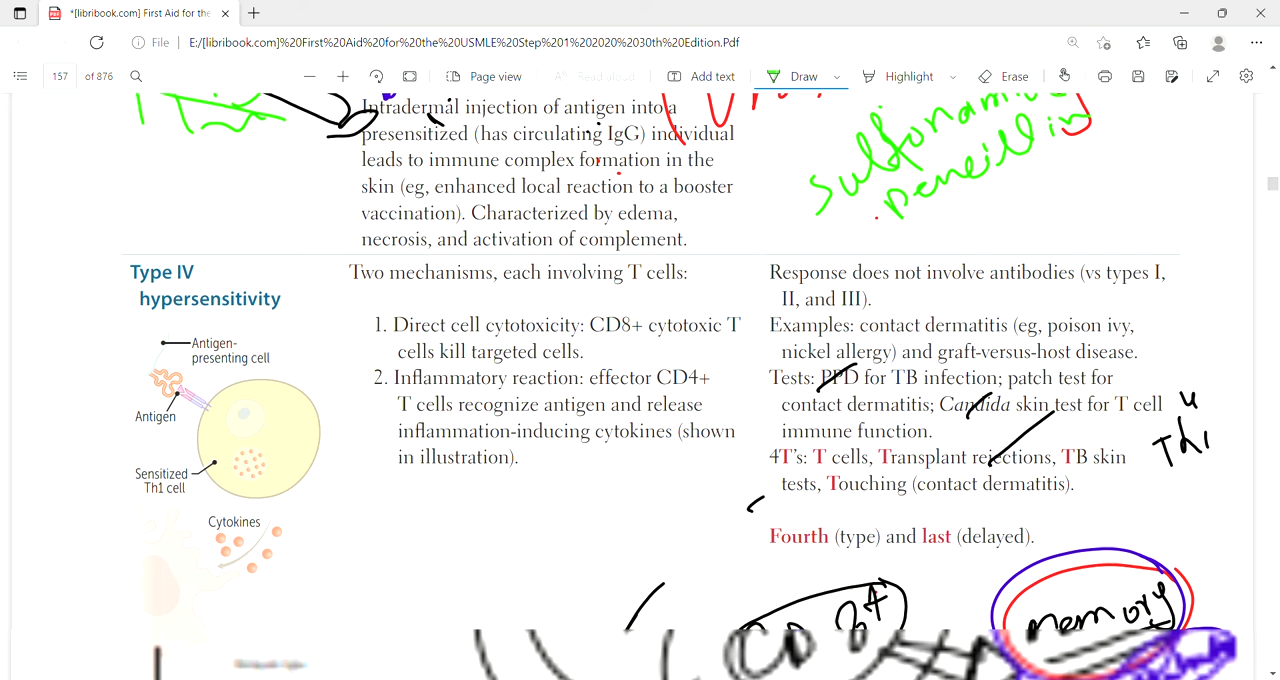 *[libribook.com] First Aid for the
File
E:/[libribook.com]%20First%20Aid%20for%20the%20USMLE%20Step%201%202020%2030th%20Edition.Pdf
157 of 876
Page view
Read aloud
Add text
Draw
Highlight
Erase
Intradermal injection of antigen into a
presensitized (has circulating IgG) individual
leads to immune complex formation in the
skin (eg, enhanced local reaction to a booster
vaccination). Characterized by edema,
necrosis, and activation of complement.
pencillin
Type IV
hypersensitivity
Antigen-
presenting cell
Antigen
Sensitized
Th1 cell
Cytokines
Two mechanisms, each involving T cells:
1. Direct cell cytotoxicity: CD8+ cytotoxic T
cells kill targeted cells.
2. Inflammatory reaction: effector CD4+
T cells recognize antigen and release
inflammation-inducing cytokines (shown
in illustration).
Response does not involve antibodies (vs types I,
II, and III).
Examples: contact dermatitis (eg, poison ivy,
nickel allergy) and graft-versus-host disease.
Tests: PPD for TB infection; patch test for
contact dermatitis; Candida skin test for T cell
immune function.
4T's: T cells, Transplant rejections, TB skin
tests, Touching (contact dermatitis).
Fourth (type) and last (delayed).
Th1
CD8+
memory